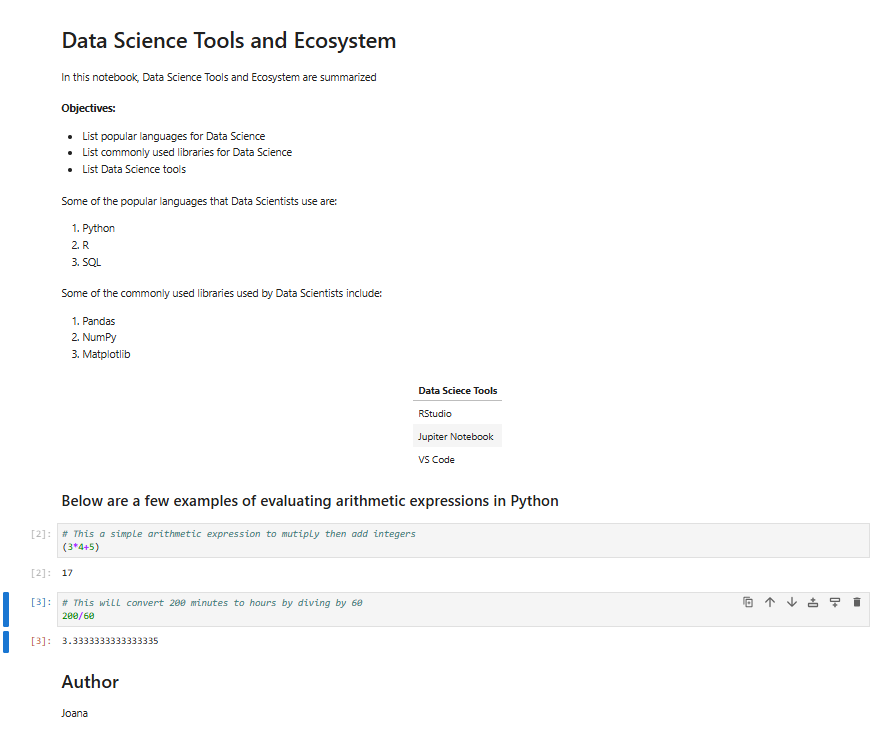 Data Science Tools and Ecosystem
In this notebook, Data Science Tools and Ecosystem are summarized
Objectives:
• List popular languages for Data Science
• List commonly used libraries for Data Science
• List Data Science tools
Some of the popular languages that Data Scientists use are:
1. Python
2. R
3. SQL
Some of the commonly used libraries used by Data Scientists include:
1. Pandas
2. NumPy
3. Matplotlib
Data Sciece Tools
RStudio
Jupiter Notebook
VS Code
Below are a few examples of evaluating arithmetic expressions in Python
[2]: # This a simple arithmetic expression to mutiply then add integers
(3*4+5)
[2]: 17
[3]: # This will convert 200 minutes to hours by diving by 60
200/60
[3]: 3.3333333333333335
Author
Joana